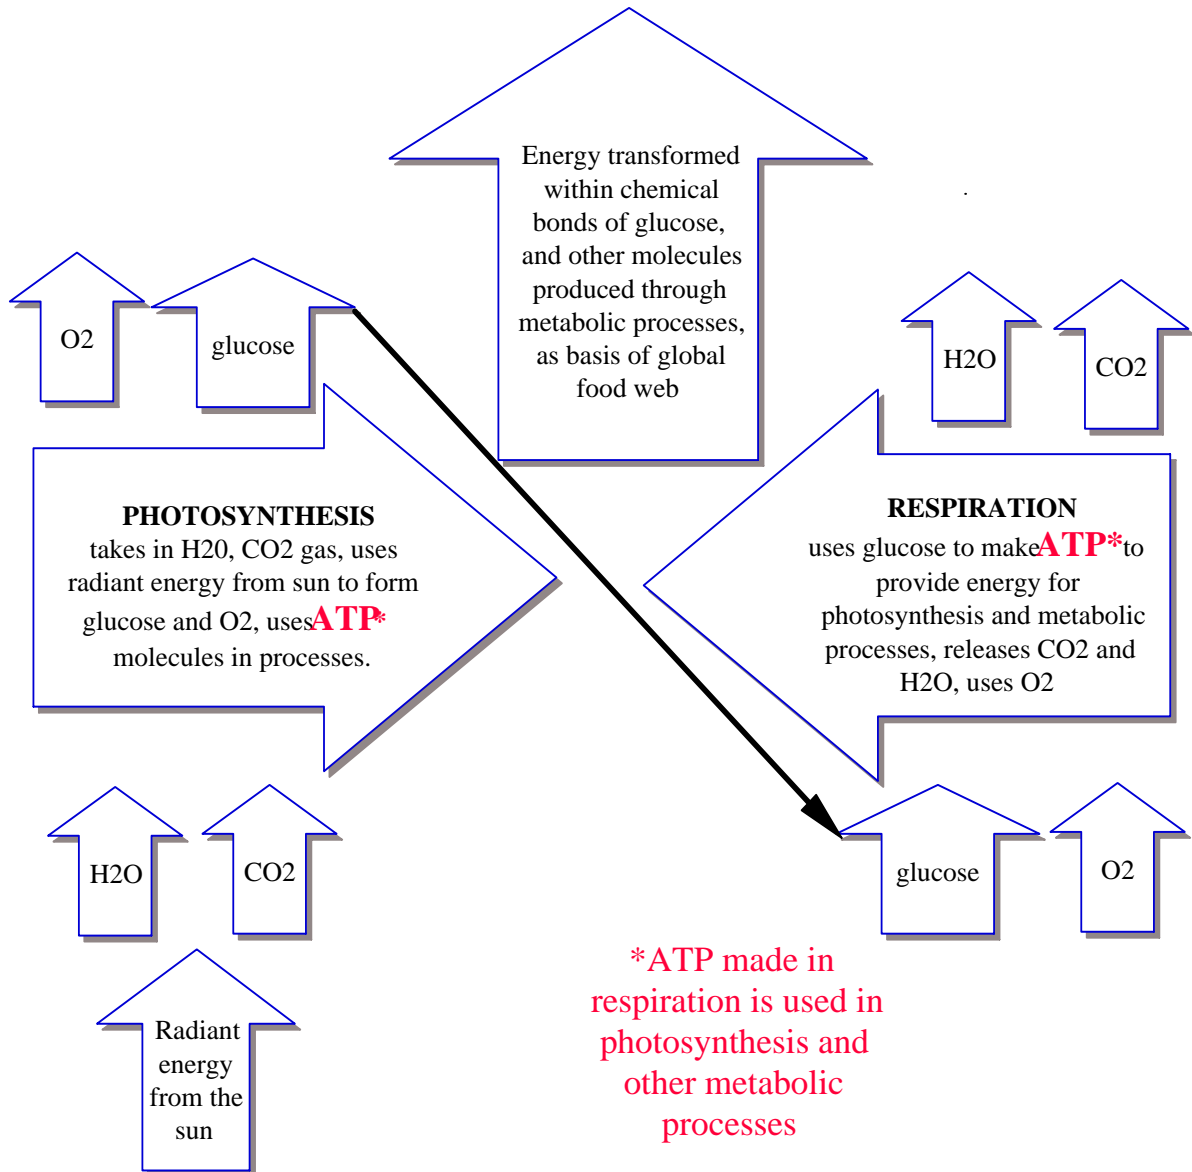 Energy transformed
within chemical
bonds of glucose,
and other molecules
produced through
metabolic processes,
as basis of global
food web
O2
glucose
H2O
CO2
PHOTOSYNTHESIS
takes in H20, CO2 gas, uses
radiant energy from sun to form
glucose and O2, uses ATP*
molecules in processes.
RESPIRATION
uses glucose to make ATP* to
provide energy for
photosynthesis and metabolic
processes, releases CO2 and
H2O, uses O2
H2O
CO2
glucose
O2
Radiant
energy
from the
sun
*ATP made in
respiration is used in
photosynthesis and
other metabolic
processes